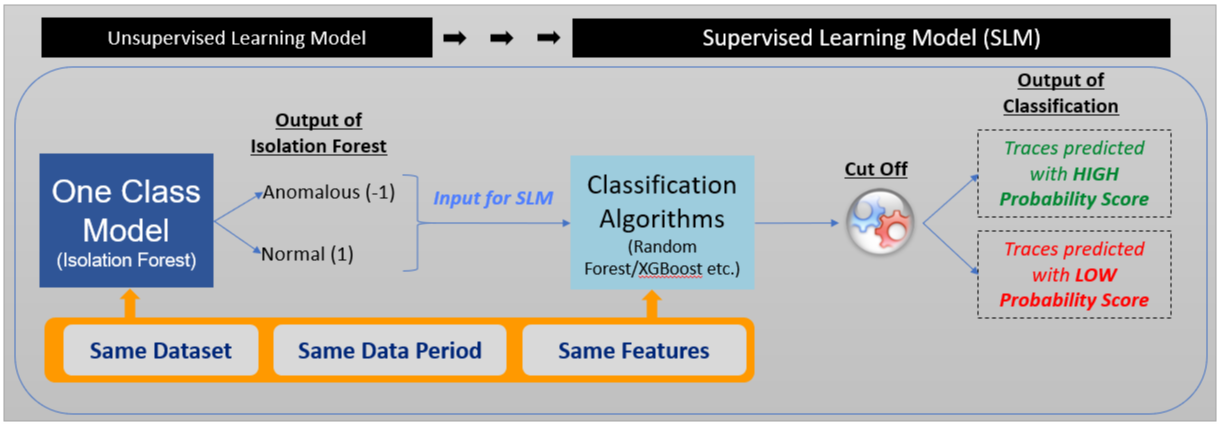 Unsupervised Learning Model
Supervised Learning Model (SLM)
Output of
Isolation Forest
One Class
Model
(Isolation Forest)
Anomalous (-1)
Normal (1)
Input for SLM
Classification
Algorithms
(Random
Forest/XGBoost etc.)
Cut Off
Output of
Classification
Traces predicted
with HIGH
Probability Score
Traces predicted
with LOW
Probability Score
Same Dataset
Same Data Period
Same Features